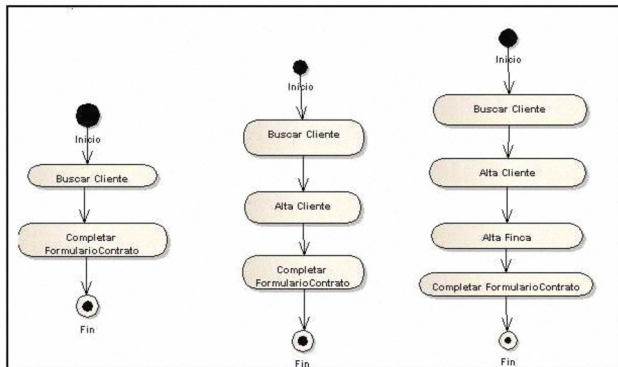 Inicio
Buscar Cliente
Completar
FormularioContrato
Fin
Inicio
Buscar Cliente
Alta Cliente
Completar
FormularioContrato
Fin
Inicio
Buscar Cliente
Alta Cliente
Alta Finca
Completar FormularioContrato
Fin